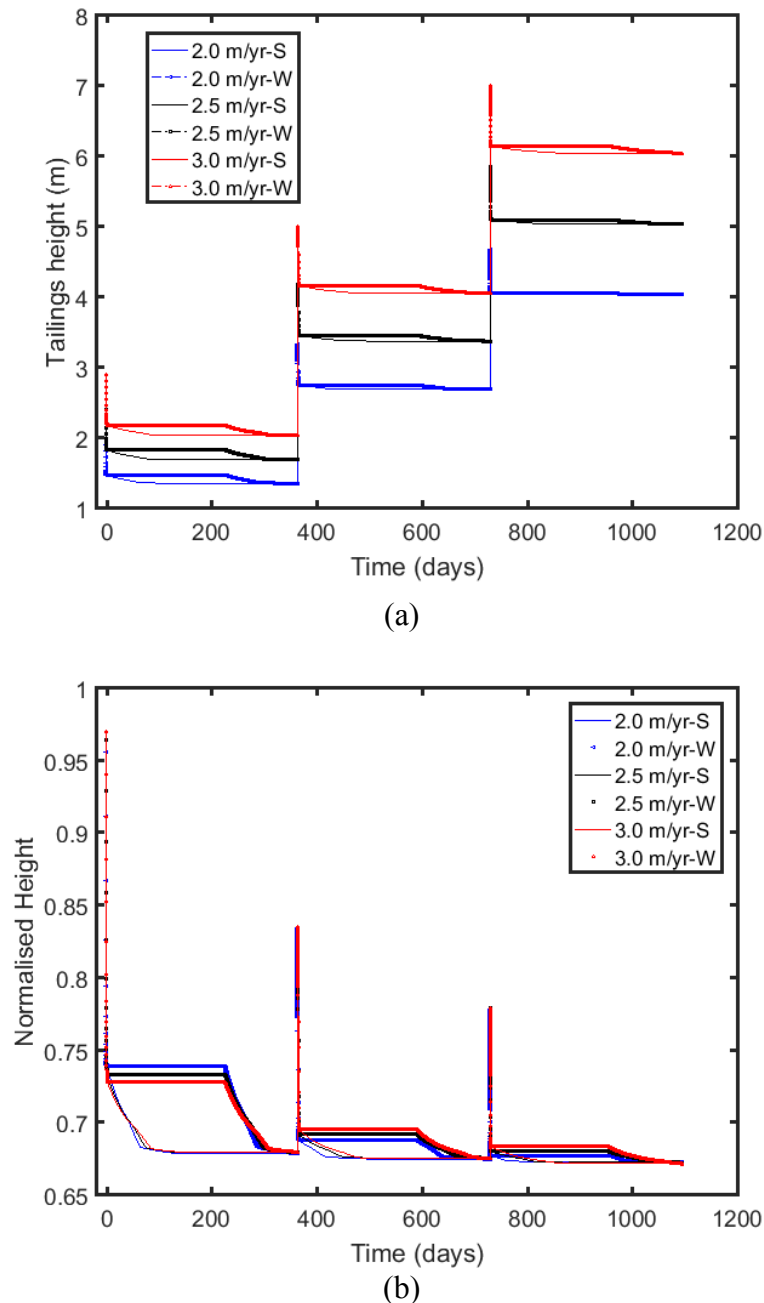 8
7
6
5
4
3
2
1
Tailings height (m)
2.0 m/yr-S
2.0 m/yr-W
2.5 m/yr-S
2.5 m/yr-W
3.0 m/yr-S
3.0 m/yr-W
0 200 400 600 800 1000 1200
Time (days)
(a)
1
0.95
0.9
0.85
0.8
0.75
0.7
0.65
Normalised Height
2.0 m/yr-S
2.0 m/yr-W
2.5 m/yr-S
2.5 m/yr-W
3.0 m/yr-S
3.0 m/yr-W
0 200 400 600 800 1000 1200
Time (days)
(b)